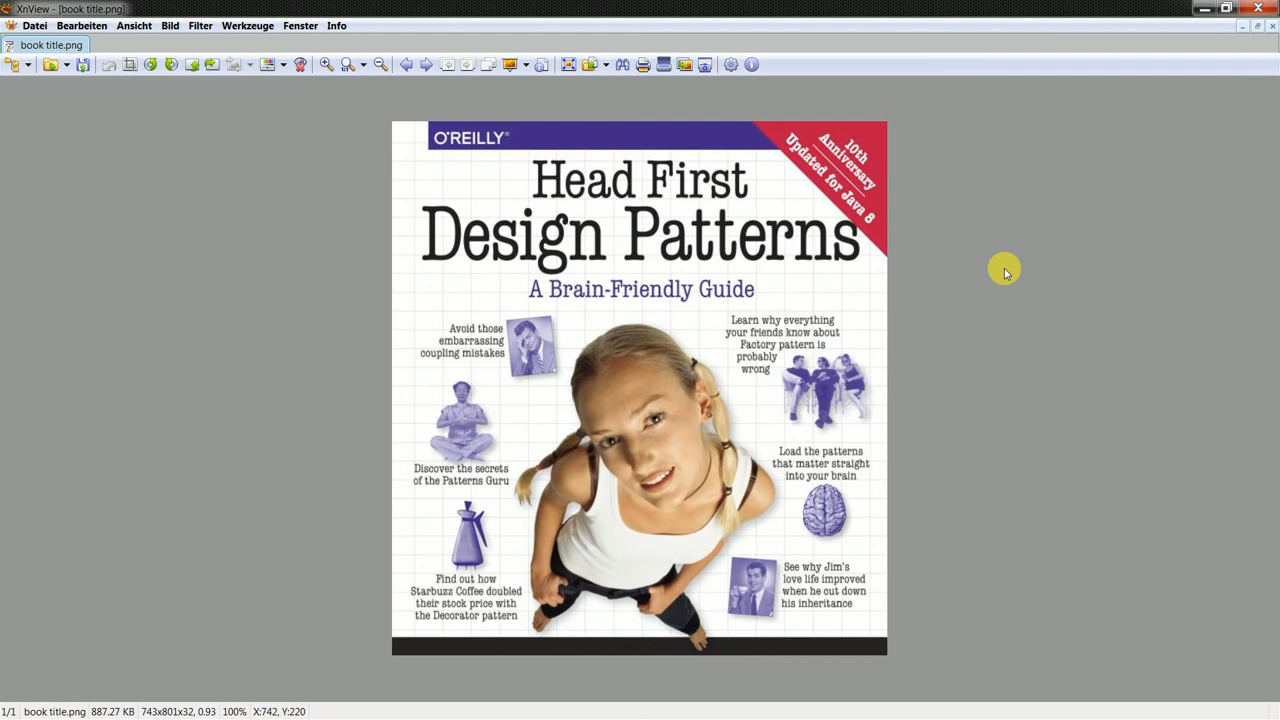 XnView - [book title.png]
Datei Bearbeiten Ansicht Bild Filter Werkzeuge Fenster Info
book title.png
O'REILLY®
10th
Anniversary
Updated for Java 8
Head First
Design Patterns
A Brain-Friendly Guide
Avoid those
embarrassing
coupling mistakes
Learn why everything
your friends know about
Factory pattern is
probably
wrong
Discover the secrets
of the Patterns Guru
Load the patterns
that matter straight
into your brain
Find out how
Starbuzz Coffee doubled
their stock price with
the Decorator pattern
See why Jim's
love life improved
when he cut down
his inheritance
1/1 book title.png 887.27 KB 743x801x32, 0.93 100% X:742, Y:220